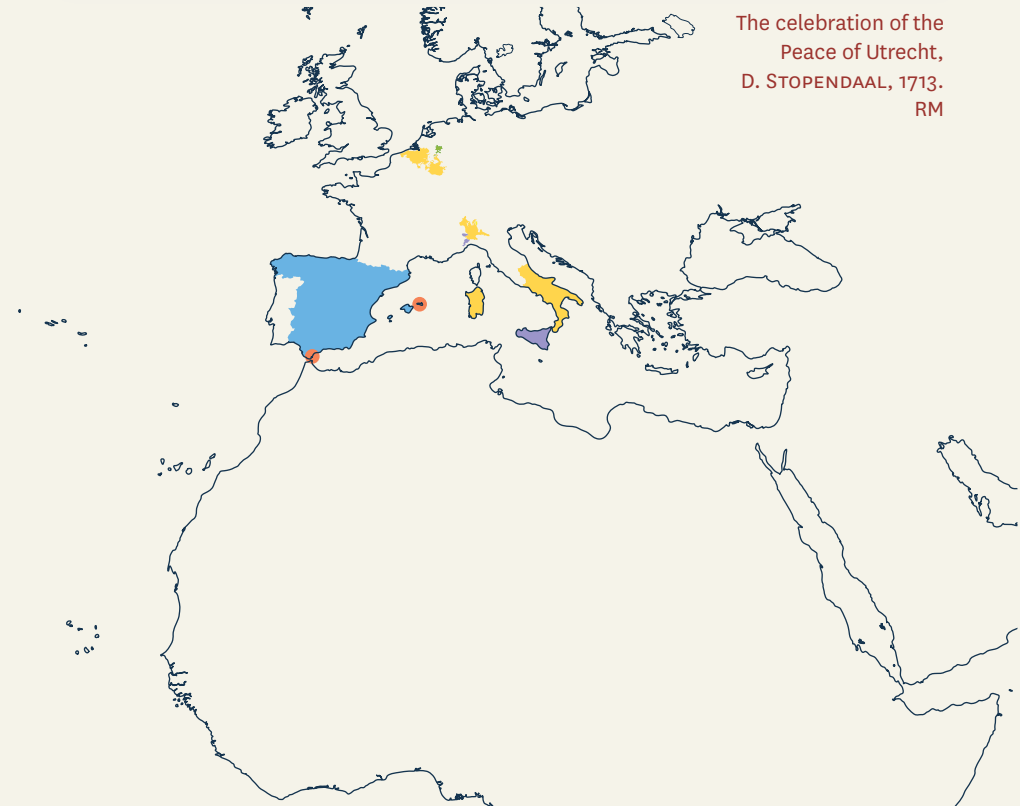 The celebration of the
Peace of Utrecht,
D. STOPENDAAL, 1713.
RM